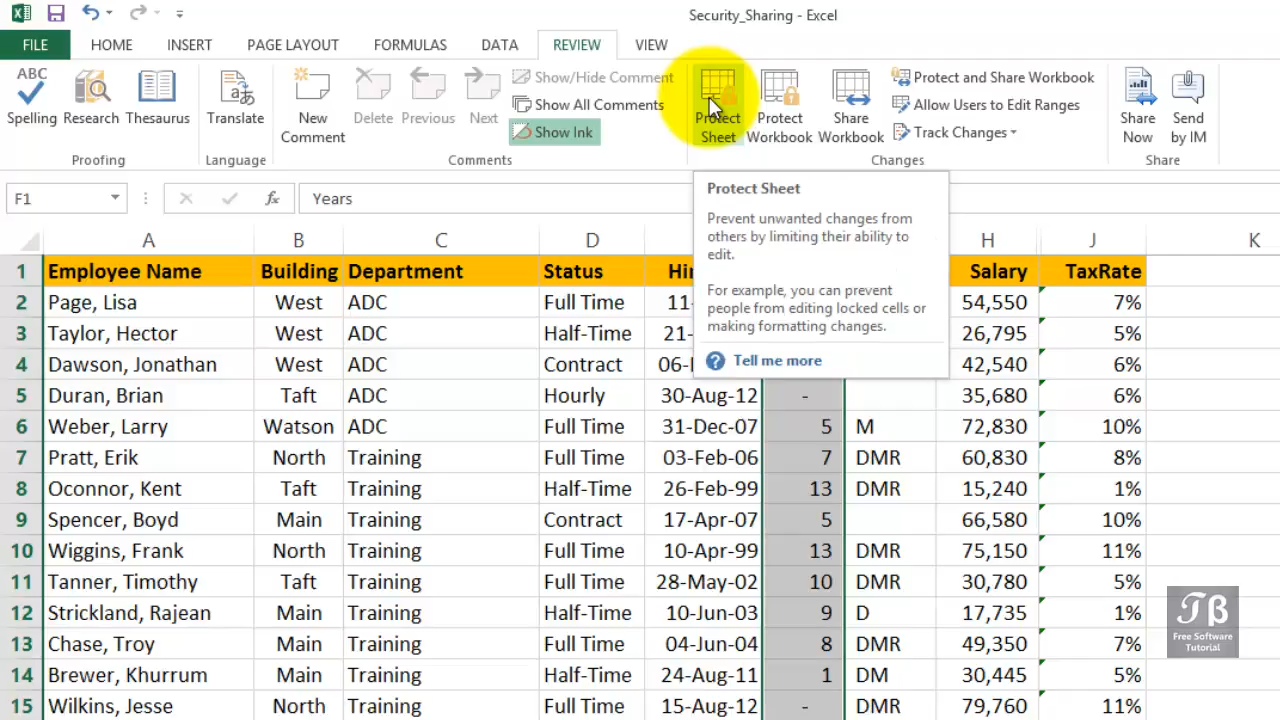 Security_Sharing - Excel
FILE HOME INSERT PAGE LAYOUT FORMULAS DATA REVIEW VIEW
ABC
Spelling Research Thesaurus
Proofing
Translate
Language
New Comment
Delete Previous Next
Show/Hide Comment
Show All Comments
Show Ink
Comments
Protect Sheet
Protect Workbook
Share Workbook
Protect and Share Workbook
Allow Users to Edit Ranges
Track Changes
Changes
Share Now
Send by IM
Share
F1 fx Years
Protect Sheet
Prevent unwanted changes from
others by limiting their ability to
edit.
For example, you can prevent
people from editing locked cells or
making formatting changes.
? Tell me more
A B C D H J K
1 Employee Name Building Department Status Salary TaxRate
2 Page, Lisa West ADC Full Time 54,550 7%
3 Taylor, Hector West ADC Half-Time 26,795 5%
4 Dawson, Jonathan West ADC Contract 42,540 6%
5 Duran, Brian Taft ADC Hourly 30-Aug-12 - 35,680 6%
6 Weber, Larry Watson ADC Full Time 31-Dec-07 5 M 72,830 10%
7 Pratt, Erik North Training Full Time 03-Feb-06 7 DMR 60,830 8%
8 Oconnor, Kent Taft Training Half-Time 26-Feb-99 13 DMR 15,240 1%
9 Spencer, Boyd Main Training Contract 17-Apr-07 5 66,580 10%
10 Wiggins, Frank North Training Full Time 10-Apr-99 13 DMR 75,150 11%
11 Tanner, Timothy Taft Training Full Time 28-May-02 10 DMR 30,780 5%
12 Strickland, Rajean Main Training Half-Time 10-Jun-03 9 D 17,735 1%
13 Chase, Troy Main Training Full Time 04-Jun-04 8 DMR 49,350 7%
14 Brewer, Khurrum Main Training Half-Time 24-Aug-11 1 DM 30,445 5%
15 Wilkins, Jesse North Training Full Time 15-Aug-12 - DMR 79,760 11%
TB
Free Software
Tutorial